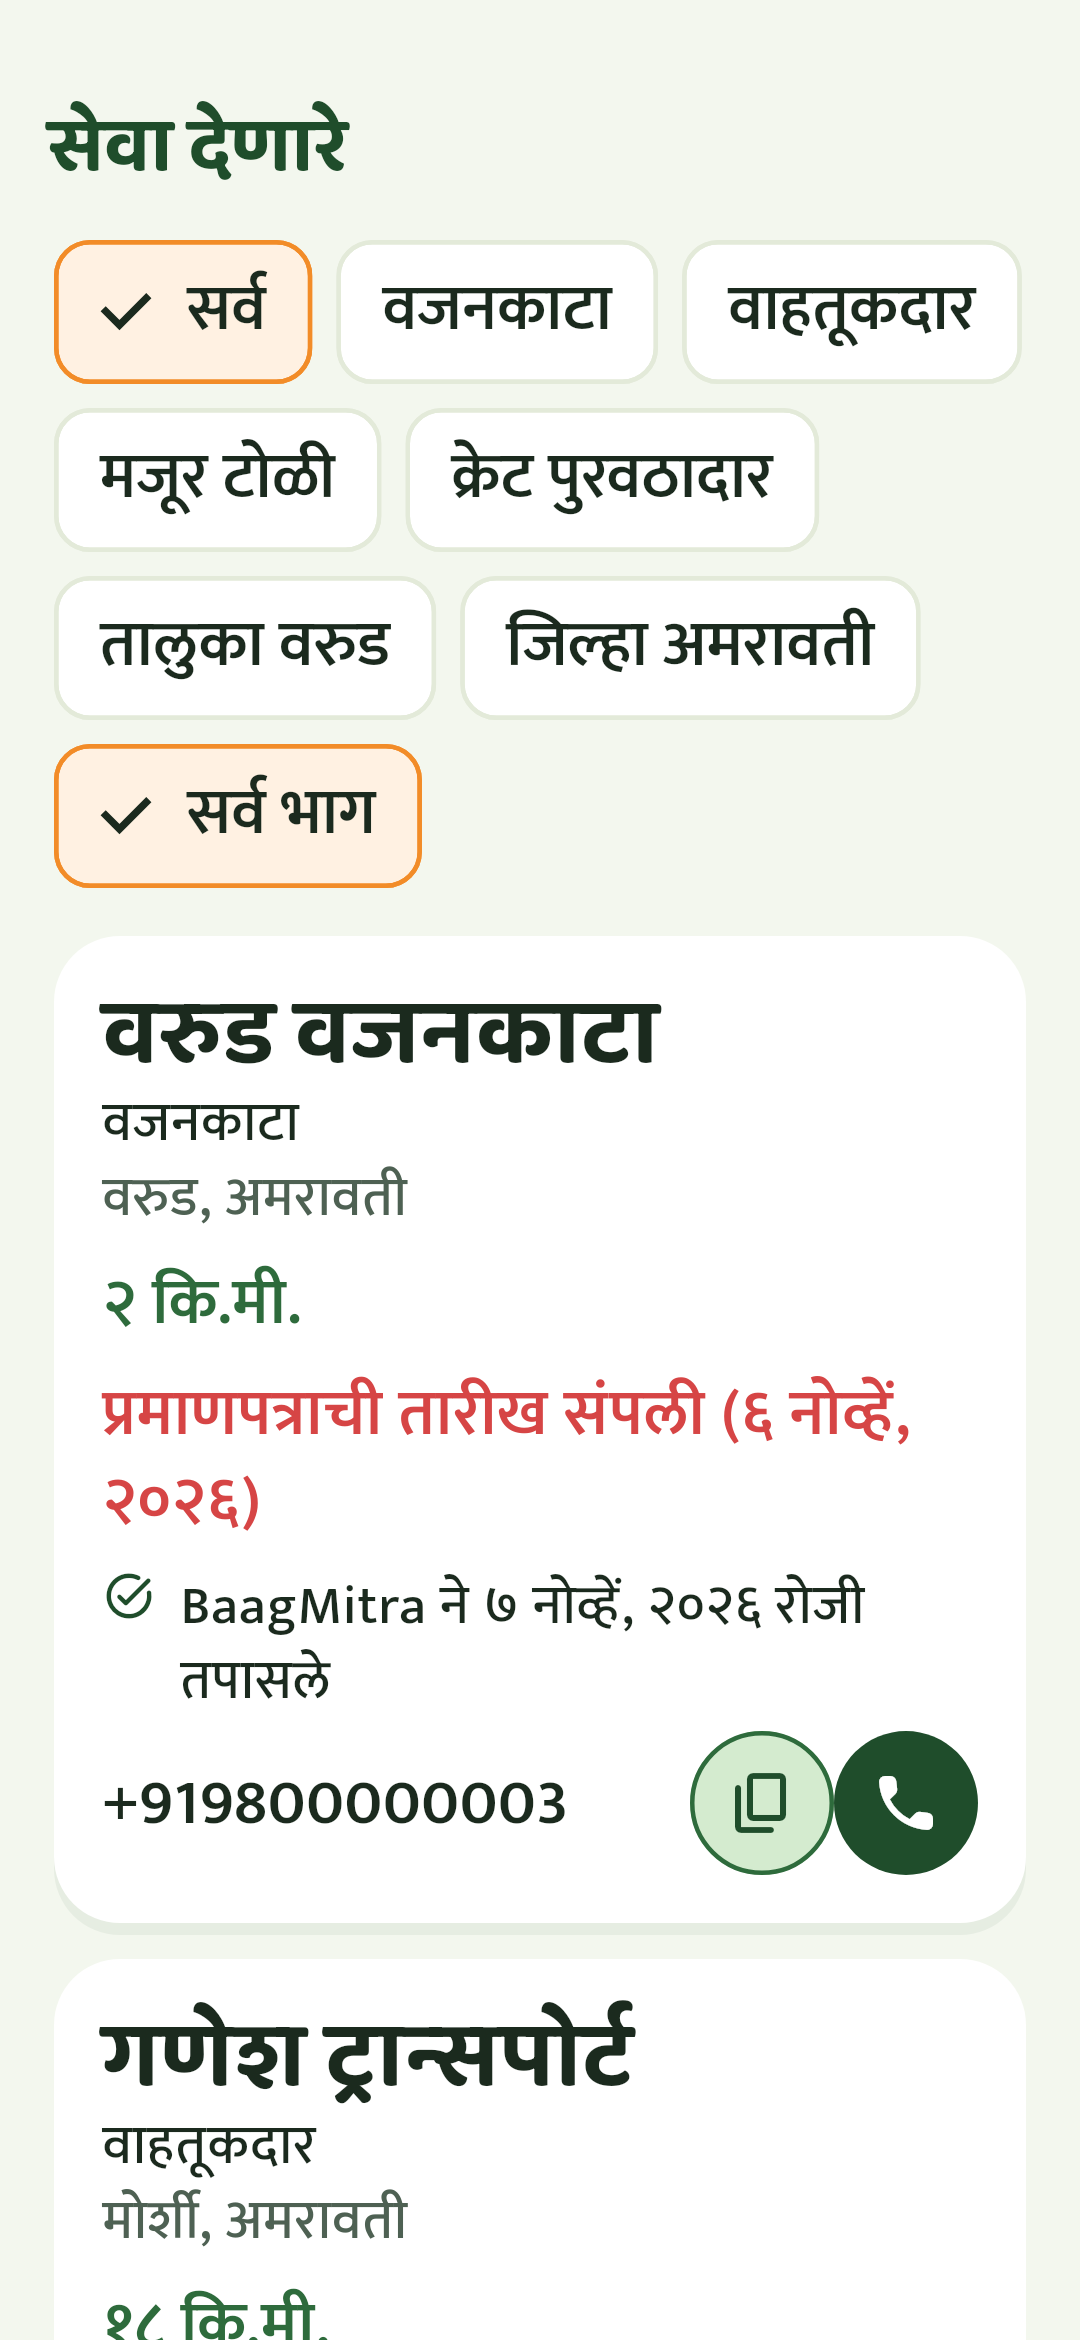 सेवा देणारे
सर्व वजनकाटा वाहतूकदार
मजूर टोळी क्रेट पुरवठादार
तालुका वरुड जिल्हा अमरावती
सर्व भाग
वरुड वजनकाटा
वजनकाटा
वरुड, अमरावती
२ कि.मी.
प्रमाणपत्राची तारीख संपली (६ नोव्हें,
२०२६)
BaagMitra ने ७ नोव्हें, २०२६ रोजी
तपासले
+919800000003
गणेश ट्रान्सपोर्ट
वाहतूकदार
मोर्शी, अमरावती
१८ कि.मी.